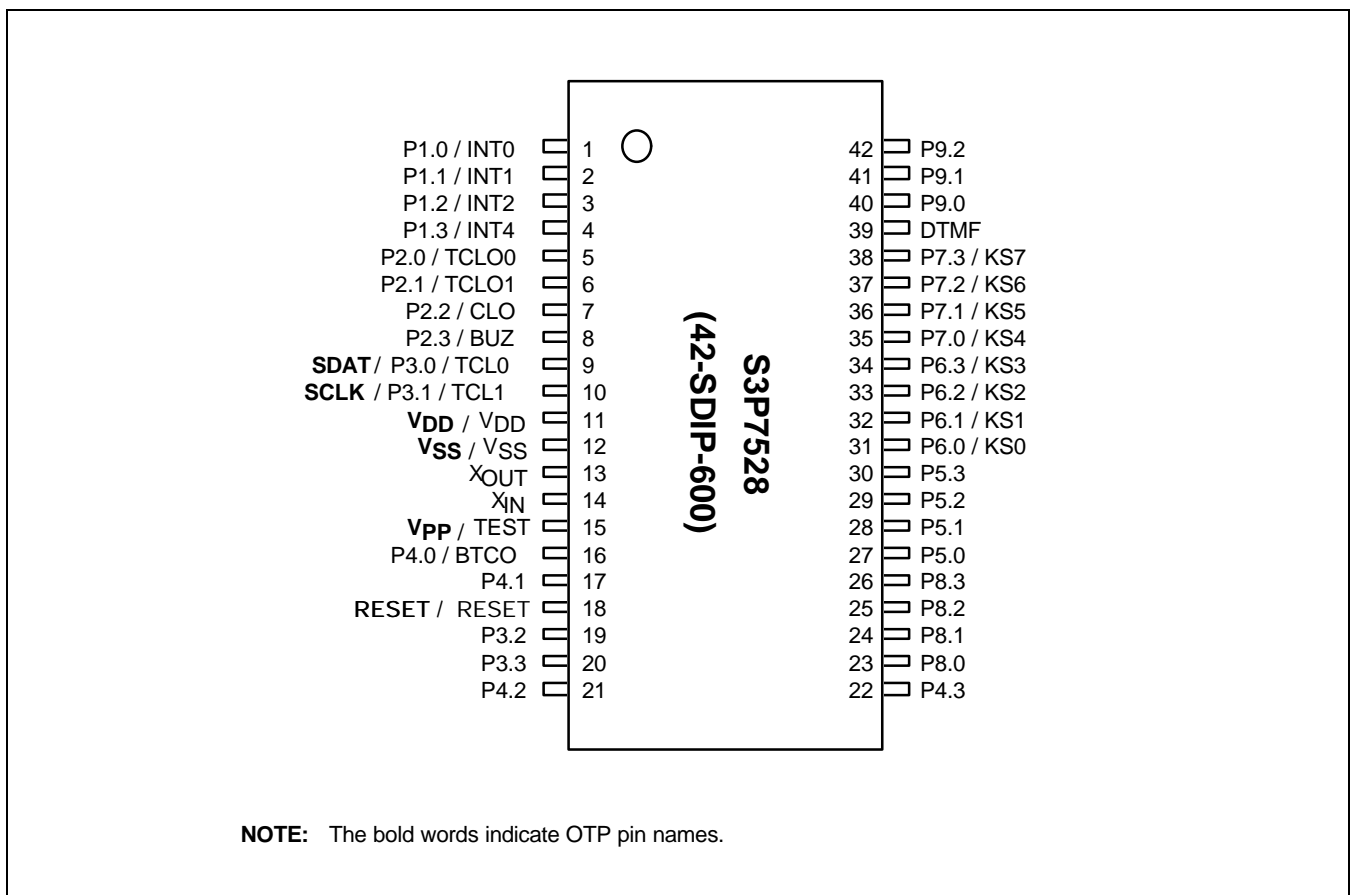 P1.0 / INT0 1 42 P9.2
P1.1 / INT1 2 41 P9.1
P1.2 / INT2 3 40 P9.0
P1.3 / INT4 4 39 DTMF
P2.0 / TCLO0 5 38 P7.3 / KS7
P2.1 / TCLO1 6 37 P7.2 / KS6
P2.2 / CLO 7 36 P7.1 / KS5
P2.3 / BUZ 8 35 P7.0 / KS4
SDAT / P3.0 / TCL0 9 34 P6.3 / KS3
SCLK / P3.1 / TCL1 10 33 P6.2 / KS2
VDD / VDD 11 32 P6.1 / KS1
VSS / VSS 12 31 P6.0 / KS0
XOUT 13 30 P5.3
XIN 14 29 P5.2
VPP / TEST 15 28 P5.1
P4.0 / BTCO 16 27 P5.0
P4.1 17 26 P8.3
RESET / RESET 18 25 P8.2
P3.2 19 24 P8.1
P3.3 20 23 P8.0
P4.2 21 22 P4.3
S3P7528
(42-SDIP-600)
NOTE: The bold words indicate OTP pin names.